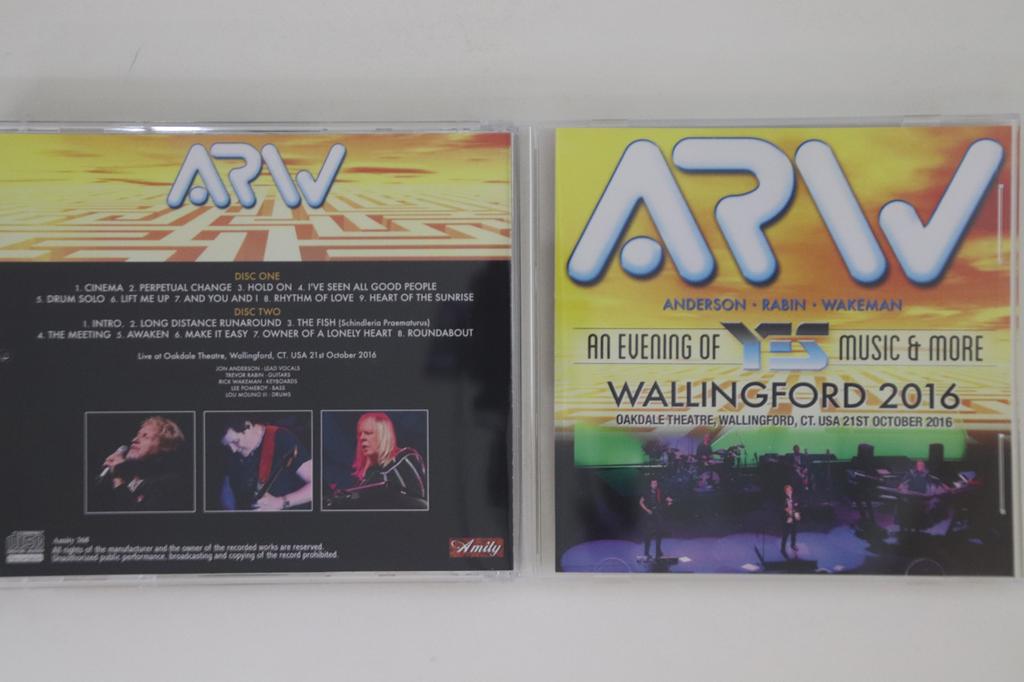 ARW
DISC ONE
1. CINEMA 2. PERPETUAL CHANGE 3. HOLD ON 4. I'VE SEEN ALL GOOD PEOPLE
5. DRUM SOLO 6. LIFT ME UP 7. AND YOU AND I 8. RHYTHM OF LOVE 9. HEART OF THE SUNRISE
DISC TWO
1. INTRO. 2. LONG DISTANCE RUNAROUND 3. THE FISH (Schindleria Praematurus)
4. THE MEETING 5. AWAKEN 6. MAKE IT EASY 7. OWNER OF A LONELY HEART 8. ROUNDABOUT
Live at Oakdale Theatre, Wallingford, CT. USA 21st October 2016
JON ANDERSON - LEAD VOCALS
TREVOR RABIN - GUITARS
RICK WAKEMAN - KEYBOARDS
LEE POMEROY - BASS
LOU MOLINO III - DRUMS
Amity 368
All rights of the manufacturer and the owner of the recorded works are reserved.
Unauthorized public performance, broadcasting and copying of the record prohibited.
Amity
ARW
ANDERSON • RABIN • WAKEMAN
AN EVENING OF YES MUSIC & MORE
WALLINGFORD 2016
OAKDALE THEATRE, WALLINGFORD, CT. USA 21ST OCTOBER 2016